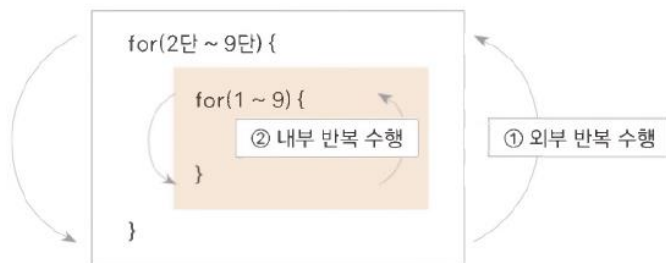 for(2단 ~ 9단) {
for(1 ~ 9) {
② 내부 반복 수행
① 외부 반복 수행
}
}